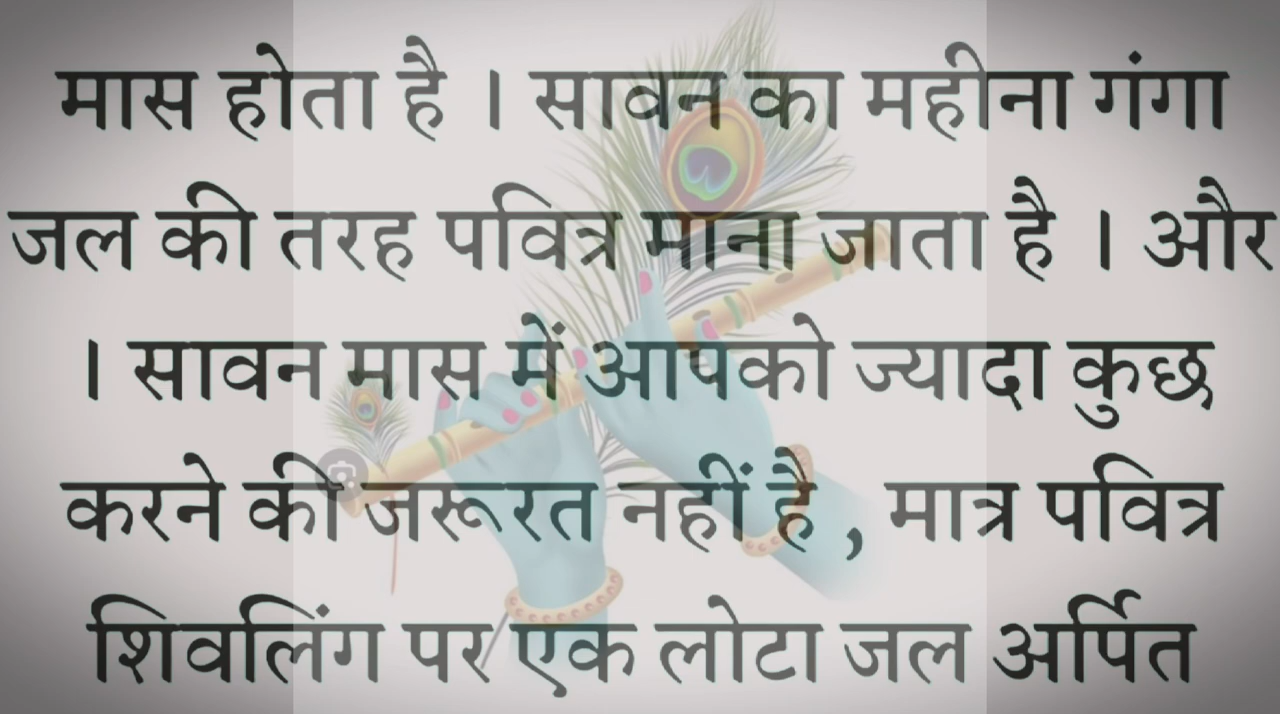 मास होता है । सावन का महीना गंगा
जल की तरह पवित्र माना जाता है । और
। सावन मास में आपको ज्यादा कुछ
करने की जरूरत नहीं है , मात्र पवित्र
शिवलिंग पर एक लोटा जल अर्पित